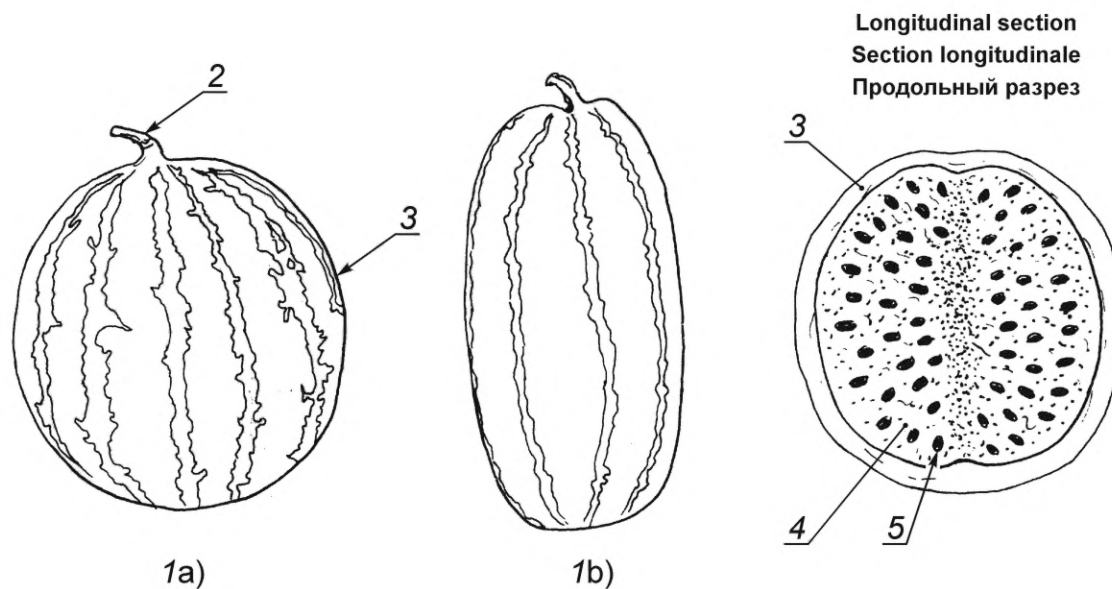 Longitudinal section
Section longitudinale
Продольный разрез
2
3
3
4
5
1a)
1b)